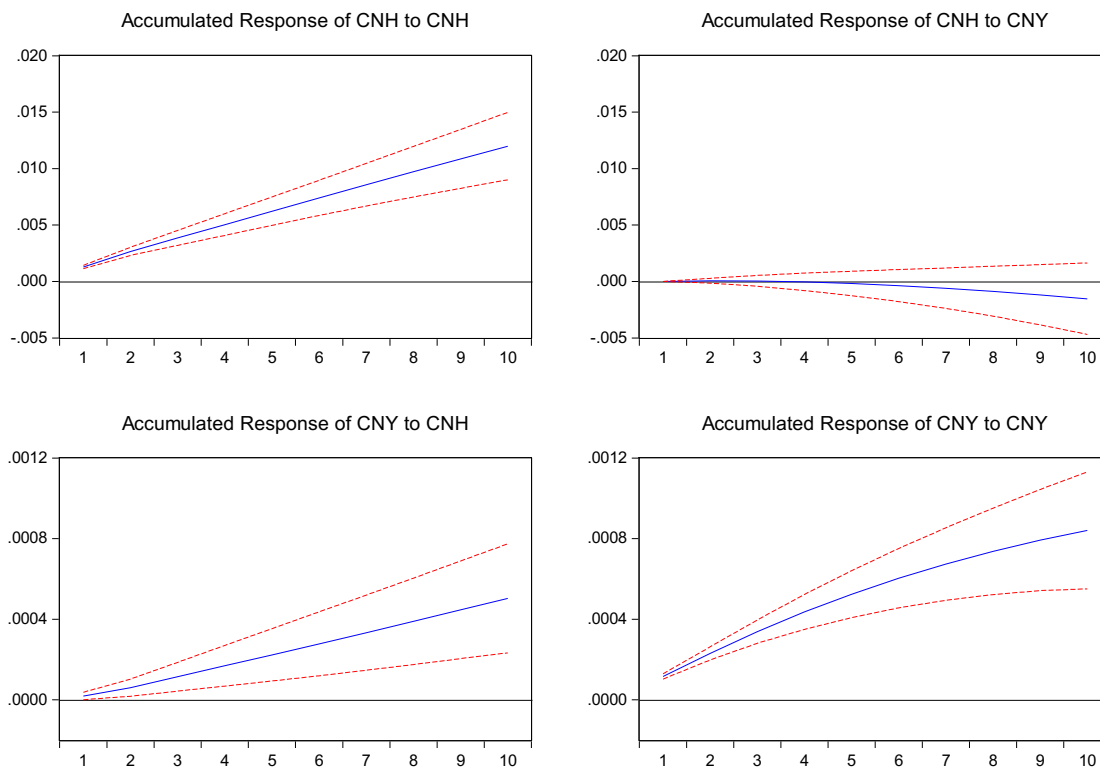 Accumulated Response of CNH to CNH
.020
.015
.010
.005
.000
-.005
1 2 3 4 5 6 7 8 9 10
Accumulated Response of CNH to CNY
.020
.015
.010
.005
.000
-.005
1 2 3 4 5 6 7 8 9 10
Accumulated Response of CNY to CNH
.0012
.0008
.0004
.0000
1 2 3 4 5 6 7 8 9 10
Accumulated Response of CNY to CNY
.0012
.0008
.0004
.0000
1 2 3 4 5 6 7 8 9 10